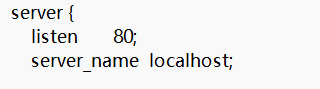 server {
listen 80;
server_name localhost;